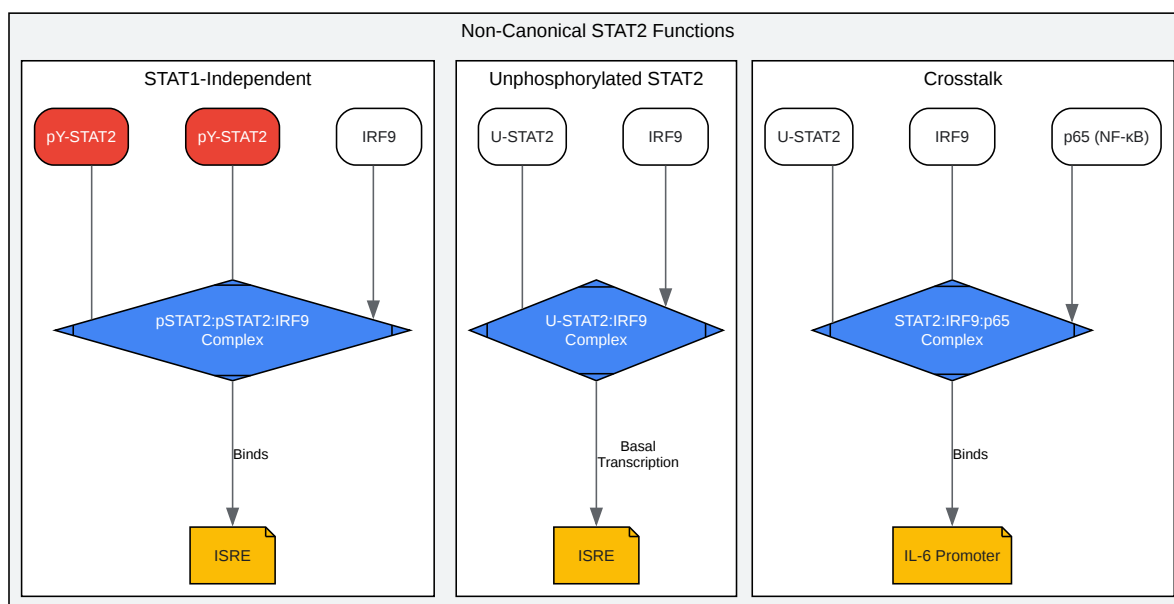 Non-Canonical STAT2 Functions
STAT1-Independent
pY-STAT2
pY-STAT2
IRF9
pSTAT2:pSTAT2:IRF9
Complex
Binds
ISRE
Unphosphorylated STAT2
U-STAT2
IRF9
U-STAT2:IRF9
Complex
Basal
Transcription
ISRE
Crosstalk
U-STAT2
IRF9
p65 (NF-κB)
STAT2:IRF9:p65
Complex
Binds
IL-6 Promoter